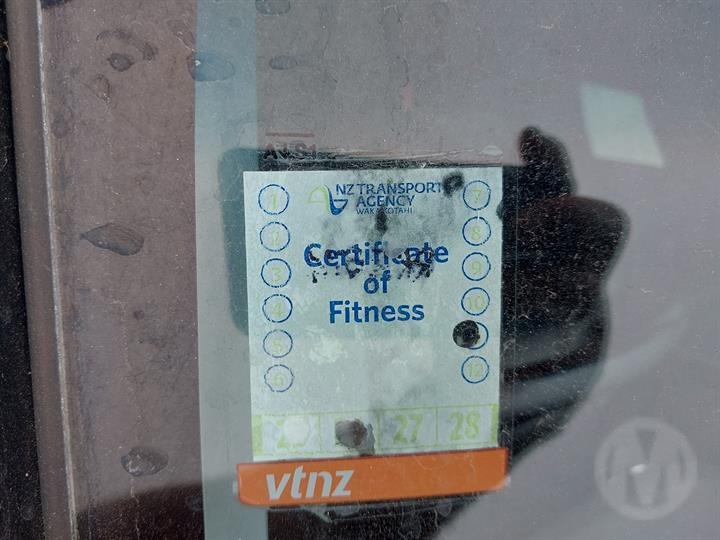 NZ TRANSPORT
AGENCY
WAKA KOTAHI
Certificate
of
Fitness
1
2
3
4
5
6
7
8
9
10
12
27 28
vtnz